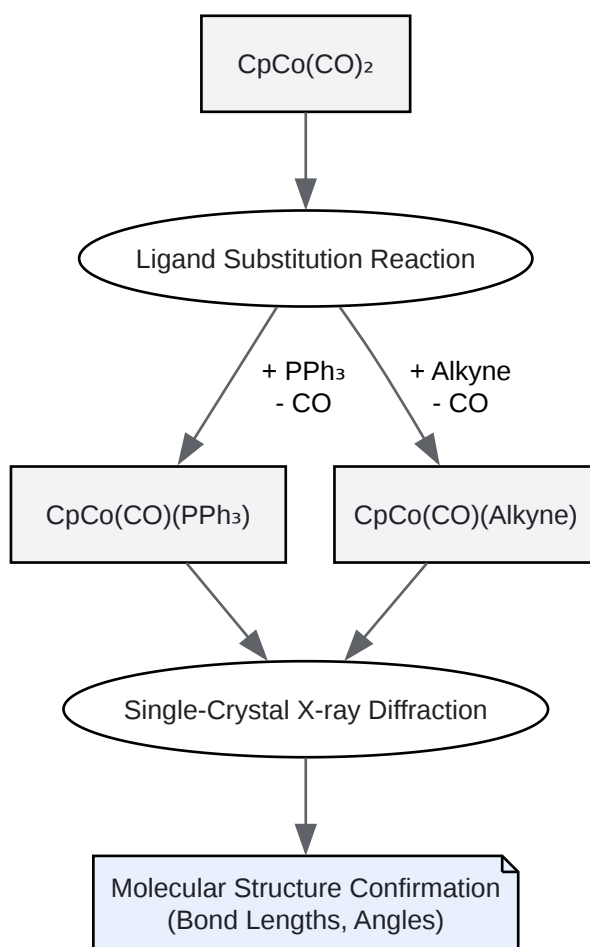 CpCo(CO)₂
Ligand Substitution Reaction
+ PPh₃
- CO
+ Alkyne
- CO
CpCo(CO)(PPh₃)
CpCo(CO)(Alkyne)
Single-Crystal X-ray Diffraction
Molecular Structure Confirmation
(Bond Lengths, Angles)